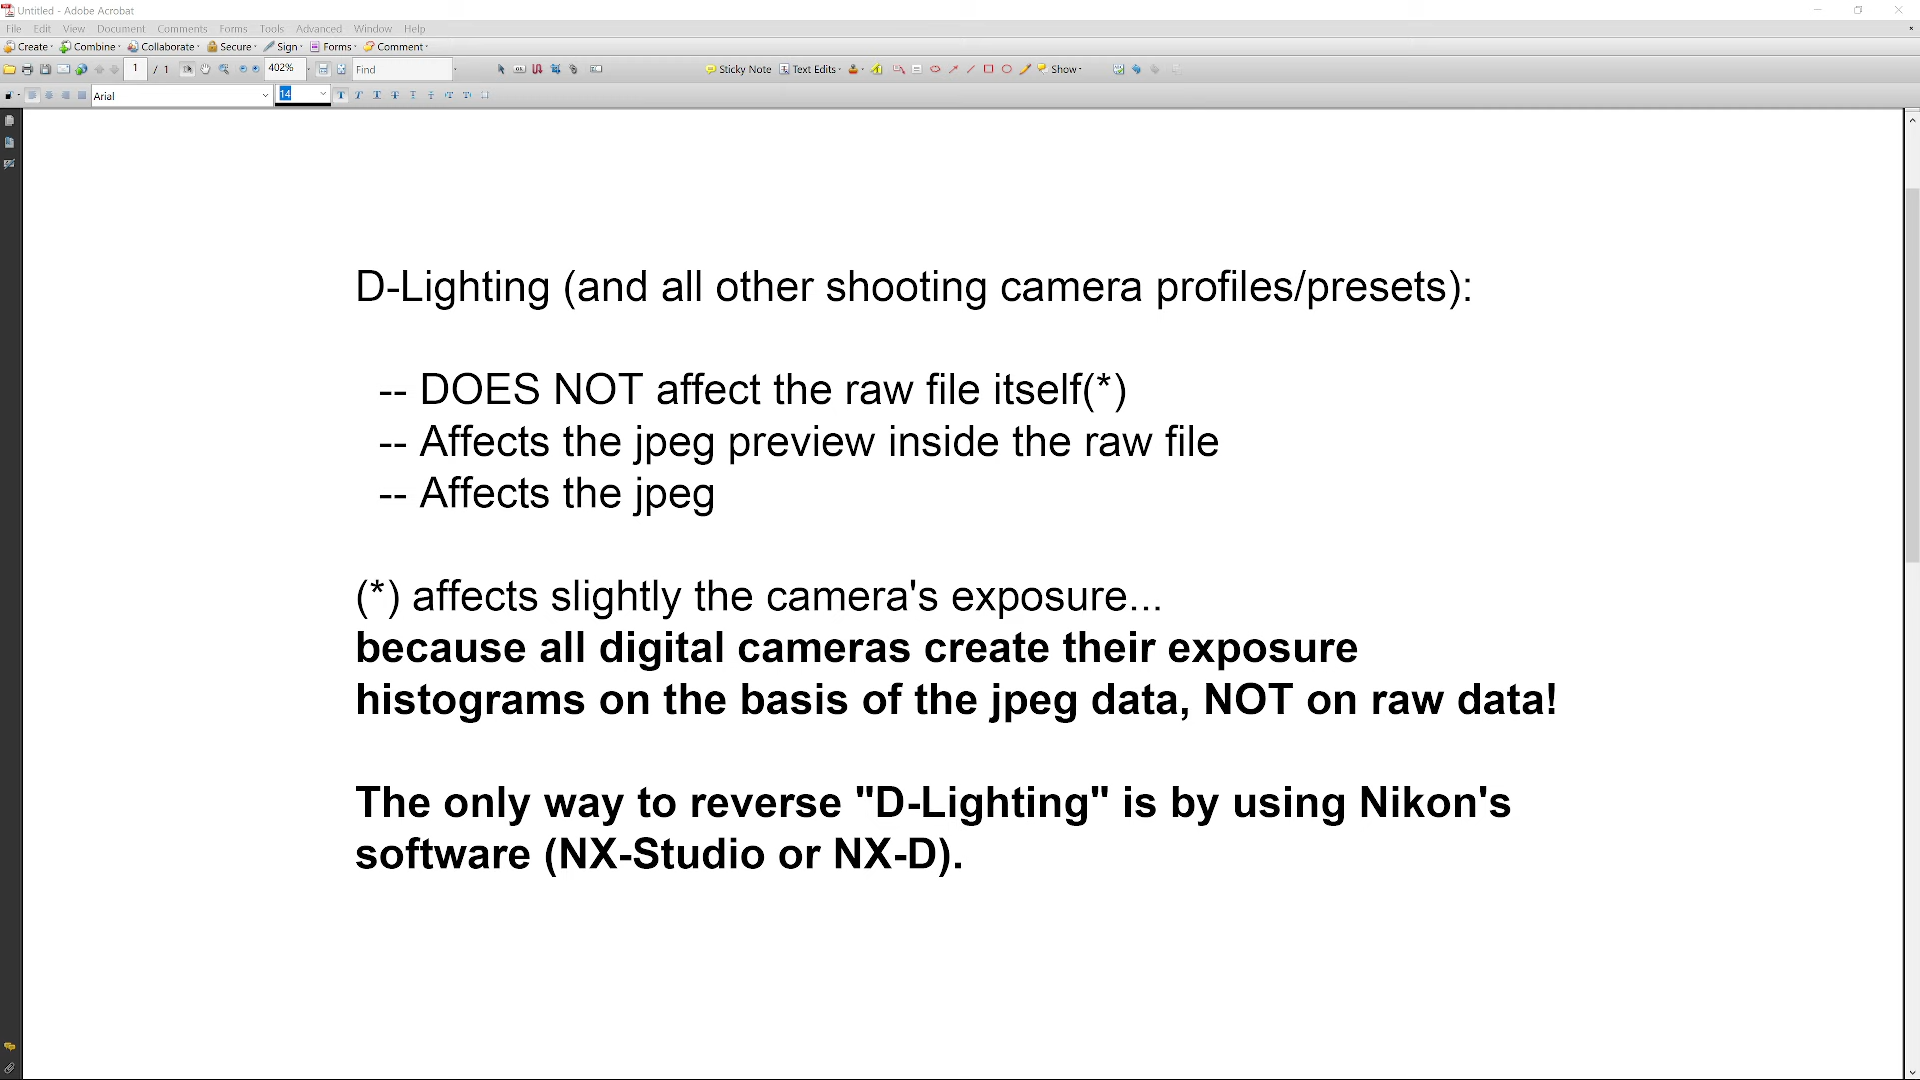 Untitled - Adobe Acrobat
File Edit View Document Comments Forms Tools Advanced Window Help
Create Combine Collaborate Secure Sign Forms Comment
1 / 1 402% Find Sticky Note Text Edits Show
Arial 14
D-Lighting (and all other shooting camera profiles/presets):
-- DOES NOT affect the raw file itself(*)
-- Affects the jpeg preview inside the raw file
-- Affects the jpeg
(*) affects slightly the camera's exposure...
because all digital cameras create their exposure
histograms on the basis of the jpeg data, NOT on raw data!
The only way to reverse "D-Lighting" is by using Nikon's
software (NX-Studio or NX-D).